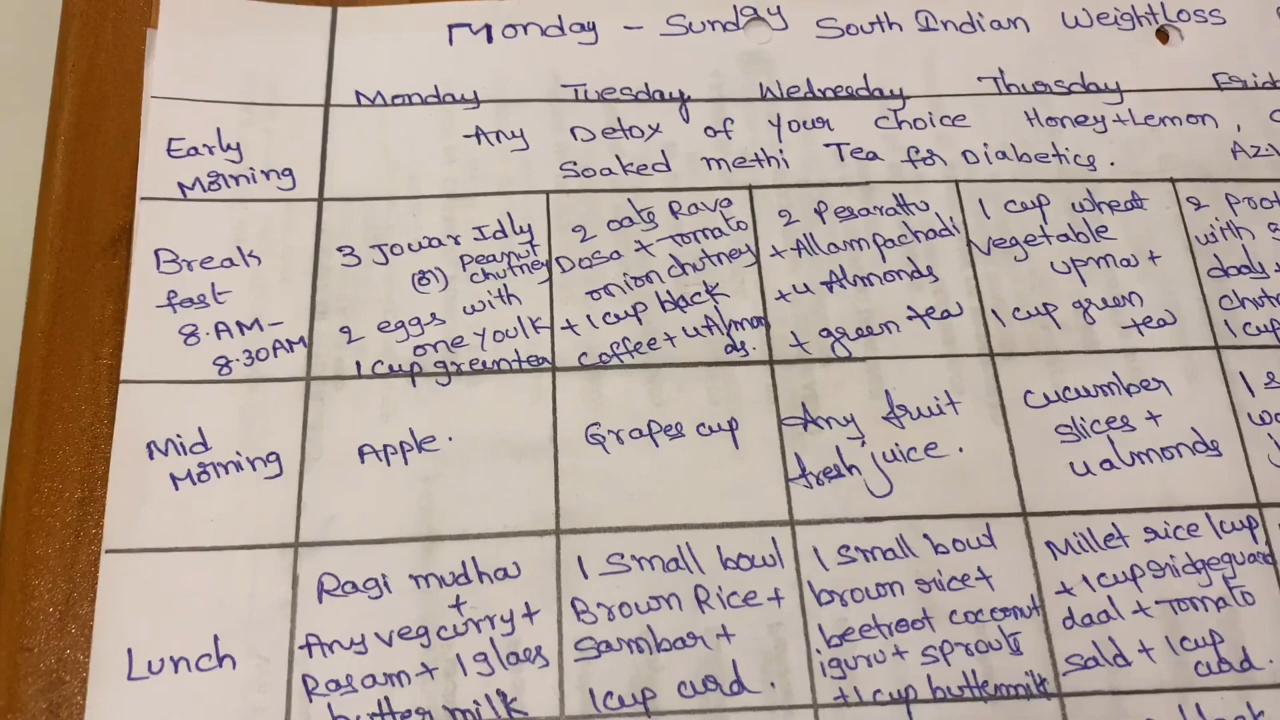 Monday - Sunday South Indian Weightloss
Monday Tuesday Wednesday Thursday
Early
Morning
Any Detox of Your choice Honey+Lemon,
Soaked methi Tea for Diabetics.
Break
fast
8.AM-
8.30AM
3 Jowar Idly
Peanut
(or) chutney
2 eggs with
one Youlk
1 cup greentea
2 oats Rava
Dosa + Tomato
onion chutney
+ 1 cup back
coffee + 4 Almon
ds.
2 Pesarattu
+ Allampachadi
+ 4 Almonds
+ green tea
1 cup wheat
vegetable
upma +
1 cup green
tea
Mid
Morning
Apple.
Grapes cup
Any fruit
fresh juice.
cucumber
slices +
4 almonds
Lunch
Ragi mudha
+
Any veg curry +
Rasam + 1 glass
butter milk
1 Small bowl
Brown Rice +
Sambar +
1 cup curd.
1 Small bowl
brown rice +
beetroot coconut
iguru + sprouts
+ 1 cup buttermilk
Millet rice 1 cup
+ 1 cup ridgeguard
daal + Tomato
sald + 1 cup
curd.